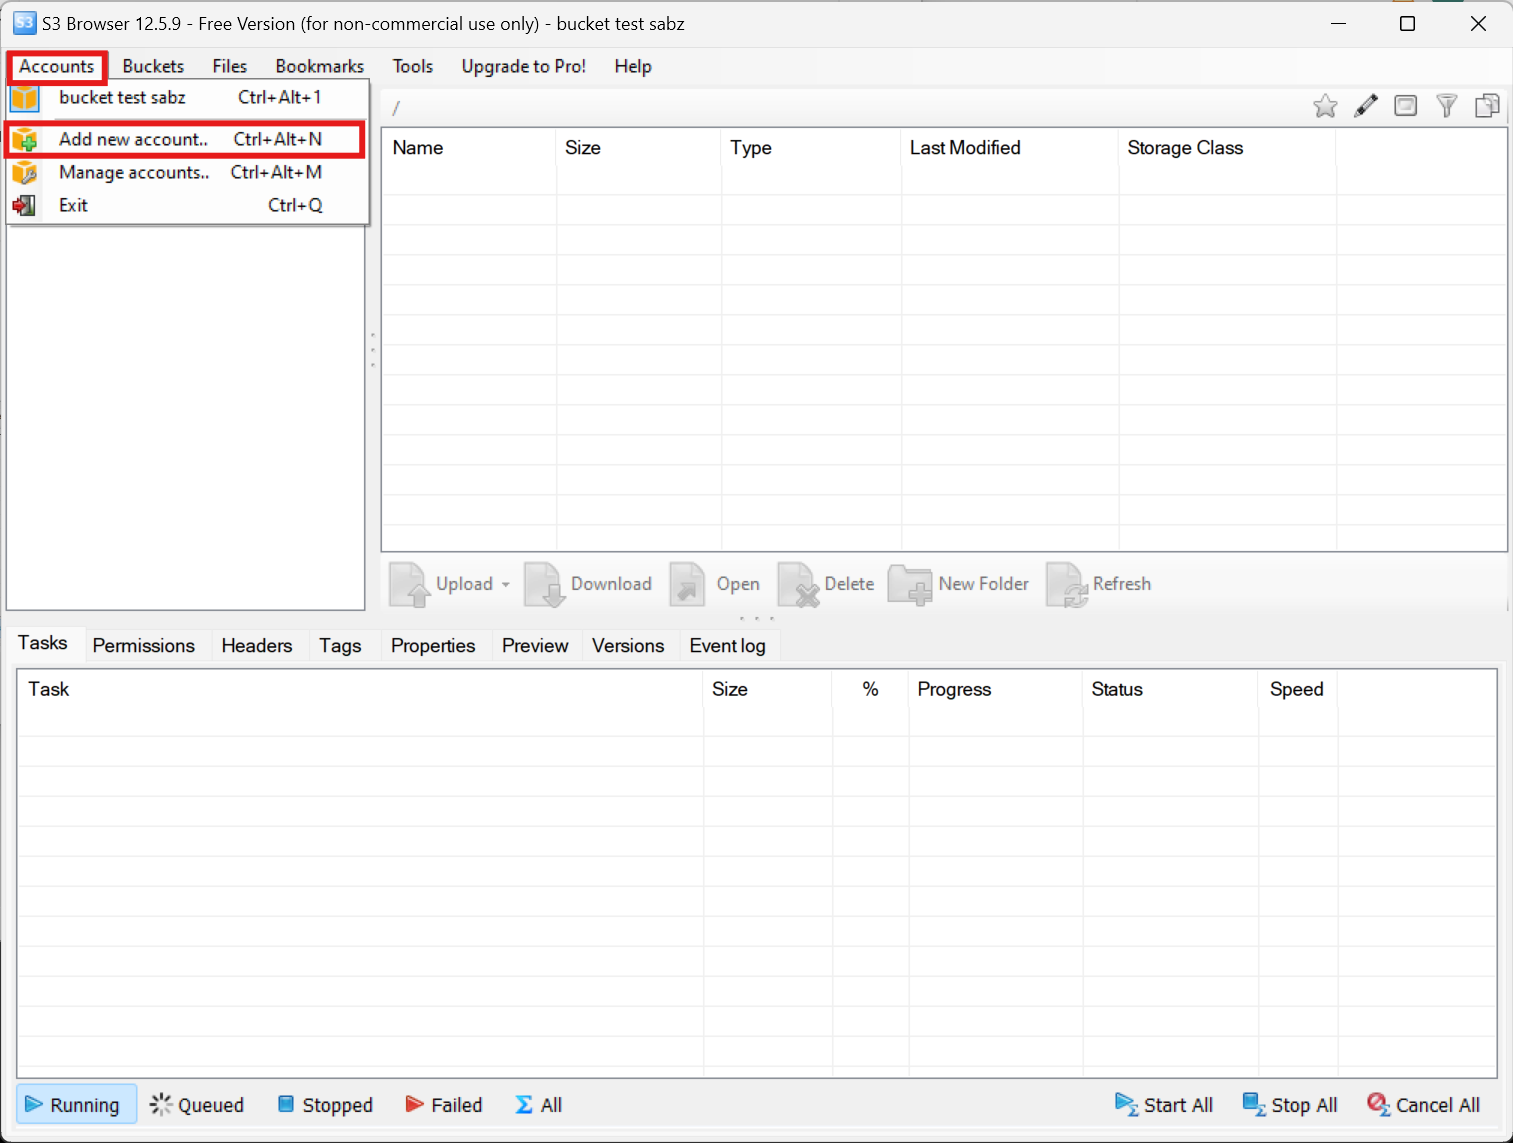 S3 Browser 12.5.9 - Free Version (for non-commercial use only) - bucket test sabz
Accounts Buckets Files Bookmarks Tools Upgrade to Pro! Help
bucket test sabz Ctrl+Alt+1
Add new account.. Ctrl+Alt+N
Manage accounts.. Ctrl+Alt+M
Exit Ctrl+Q
/
Name Size Type Last Modified Storage Class
Upload Download Open Delete New Folder Refresh
Tasks Permissions Headers Tags Properties Preview Versions Event log
Task Size % Progress Status Speed
Running Queued Stopped Failed All Start All Stop All Cancel All